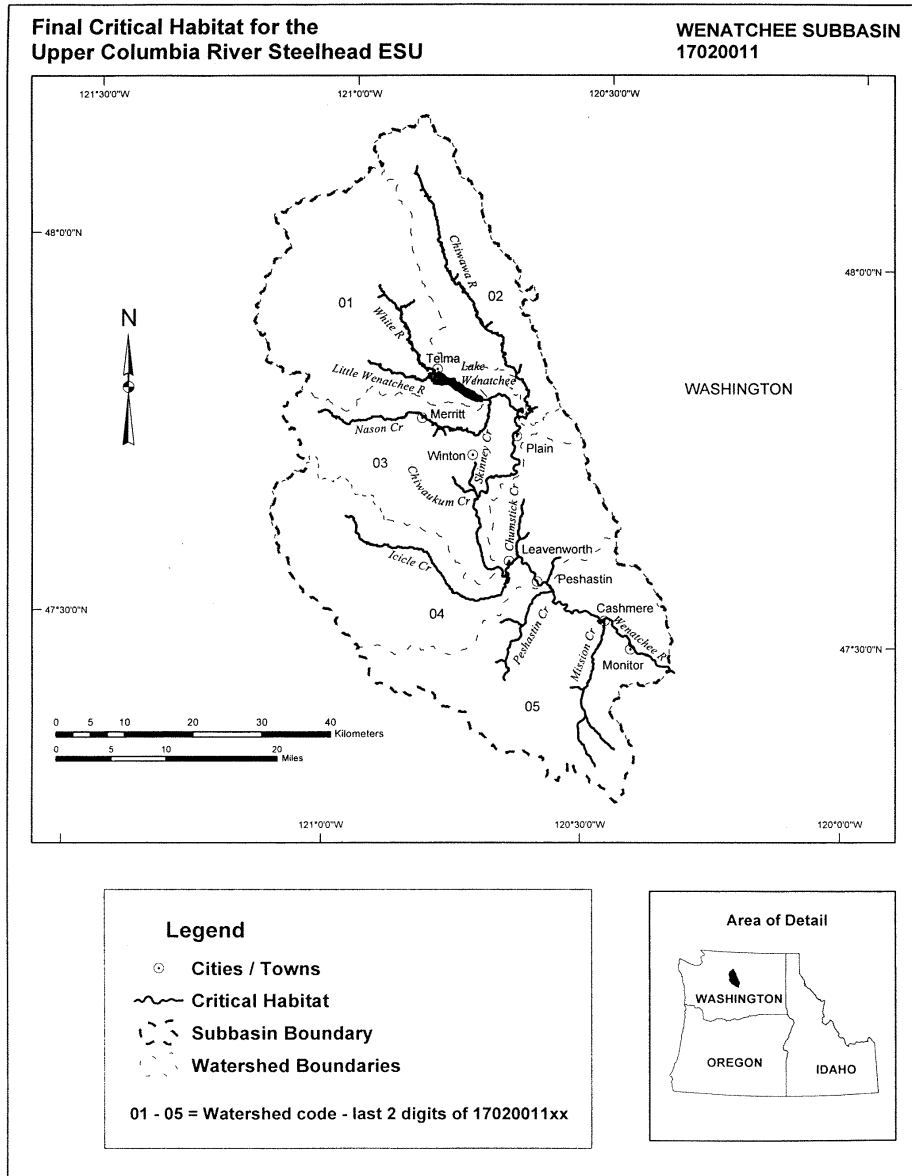 Final Critical Habitat for the
Upper Columbia River Steelhead ESU
WENATCHEE SUBBASIN
17020011
121°30'0"W
121°0'0"W
120°30'0"W
48°0'0"N
48°0'0"N
N
01
02
Chiwawa R
White R
Telma
Lake
Wenatchee
Little Wenatchee R
WASHINGTON
Merritt
Nason Cr
Plain
03
Winton
Skinney Cr
Chiwaukum Cr
Chumstick Cr
Leavenworth
Icicle Cr
Peshastin
47°30'0"N
04
Cashmere
Peshastin Cr
Mission Cr
Wenatchee R
47°30'0"N
Monitor
05
0 5 10 20 30 40
Kilometers
0 5 10 20
Miles
121°0'0"W
120°30'0"W
120°0'0"W
Legend
Cities / Towns
Critical Habitat
Subbasin Boundary
Watershed Boundaries
01 - 05 = Watershed code - last 2 digits of 17020011xx
Area of Detail
WASHINGTON
OREGON
IDAHO